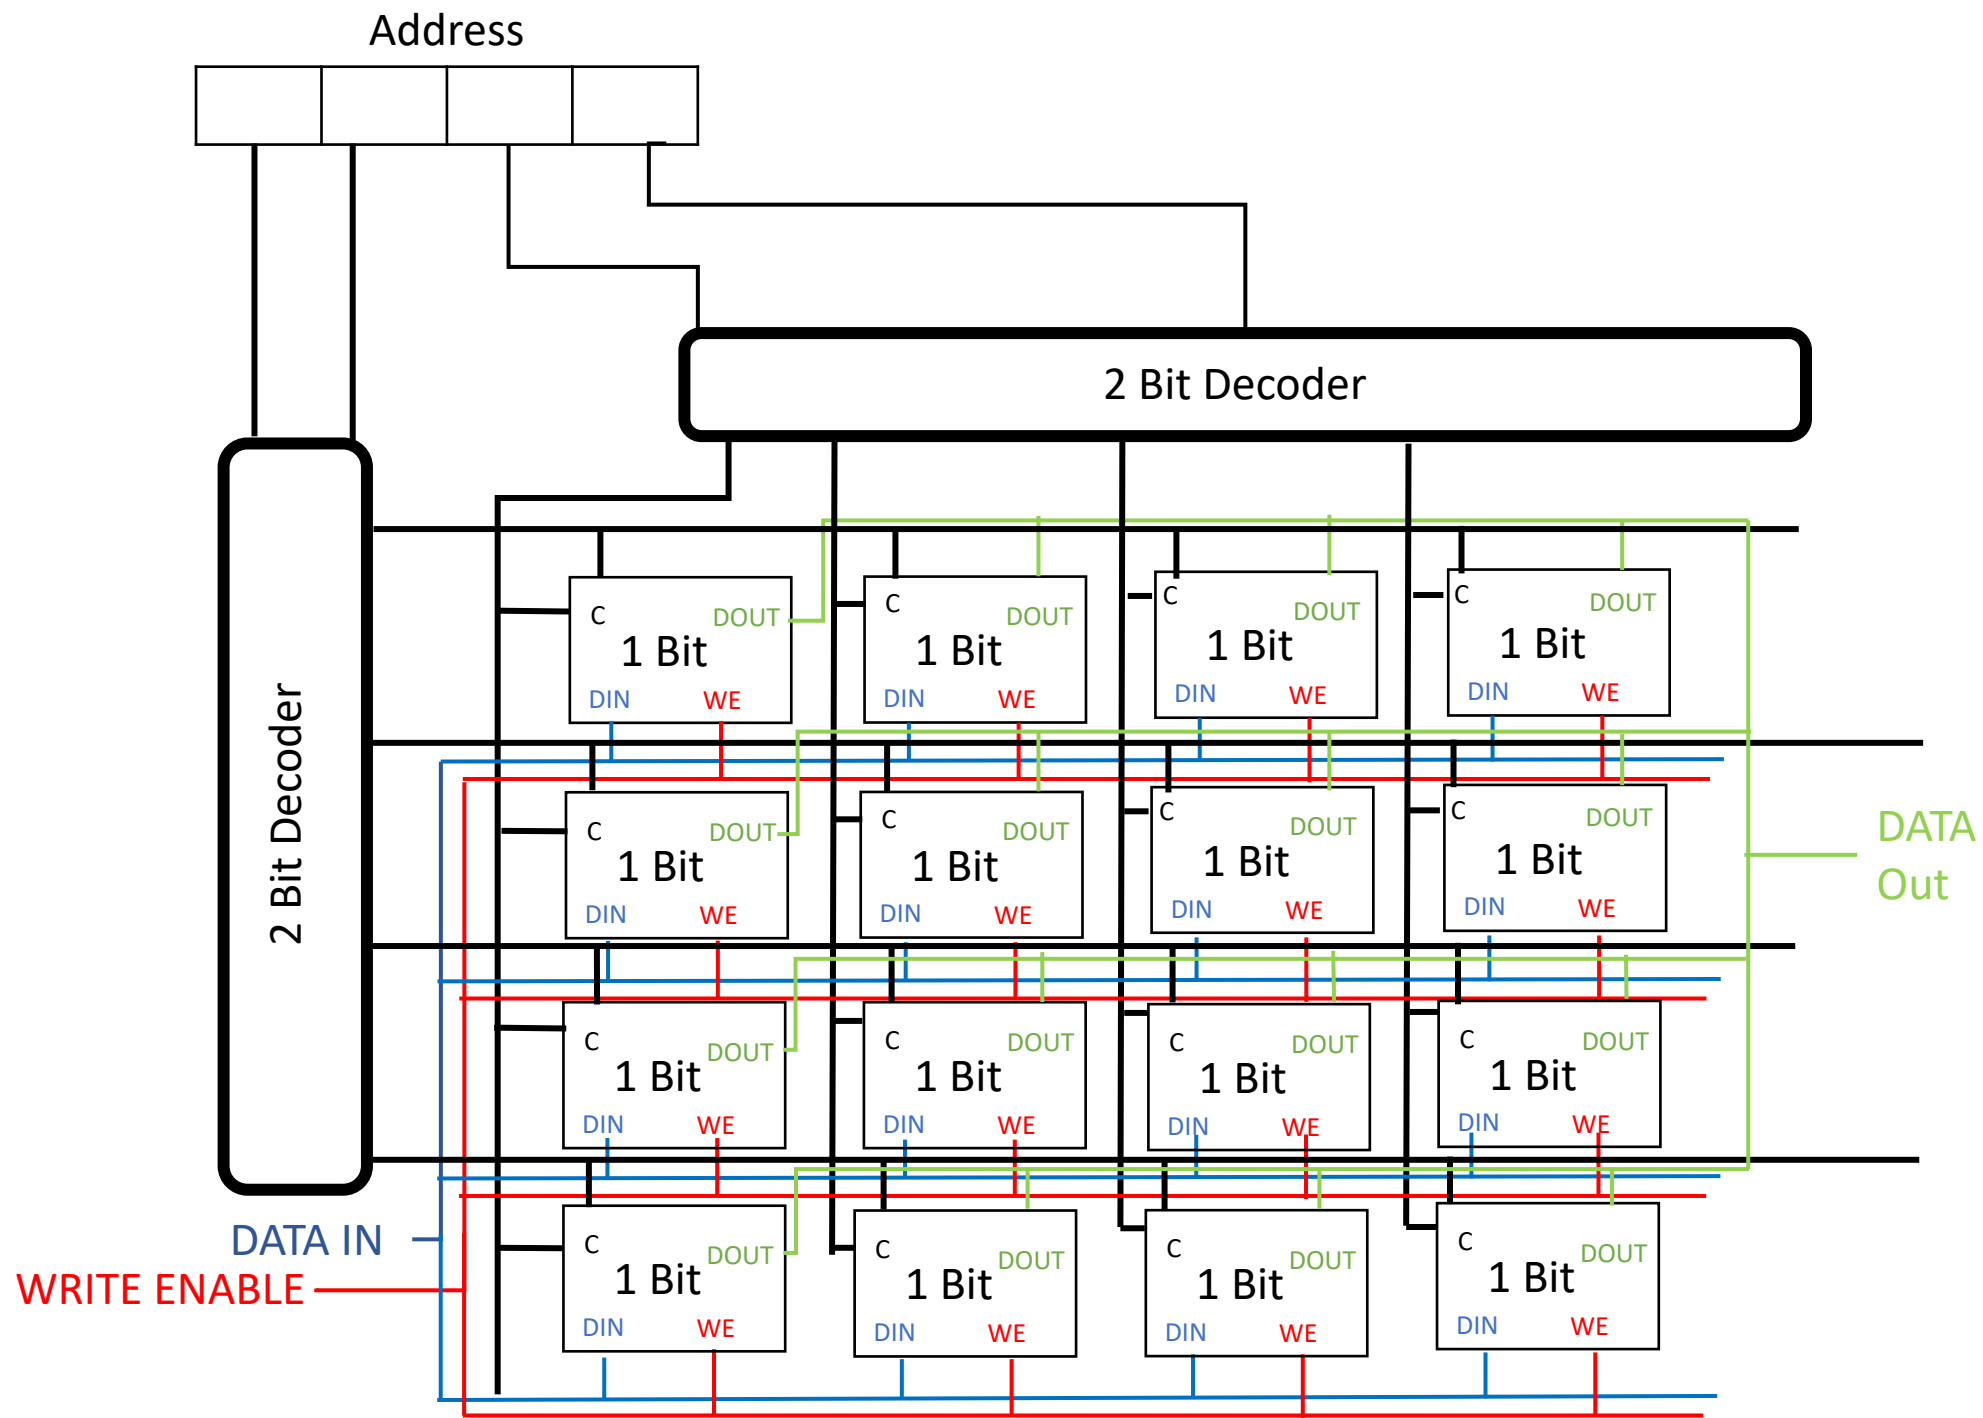 Address
2 Bit Decoder
2 Bit Decoder
C
DOUT
1 Bit
DIN
WE
C
DOUT
1 Bit
DIN
WE
C
DOUT
1 Bit
DIN
WE
C
DOUT
1 Bit
DIN
WE
C
DOUT
1 Bit
DIN
WE
C
DOUT
1 Bit
DIN
WE
C
DOUT
1 Bit
DIN
WE
C
DOUT
1 Bit
DIN
WE
DATA
Out
C
DOUT
1 Bit
DIN
WE
C
DOUT
1 Bit
DIN
WE
C
DOUT
1 Bit
DIN
WE
C
DOUT
1 Bit
DIN
WE
DATA IN
WRITE ENABLE
C
DOUT
1 Bit
DIN
WE
C
DOUT
1 Bit
DIN
WE
C
DOUT
1 Bit
DIN
WE
C
DOUT
1 Bit
DIN
WE